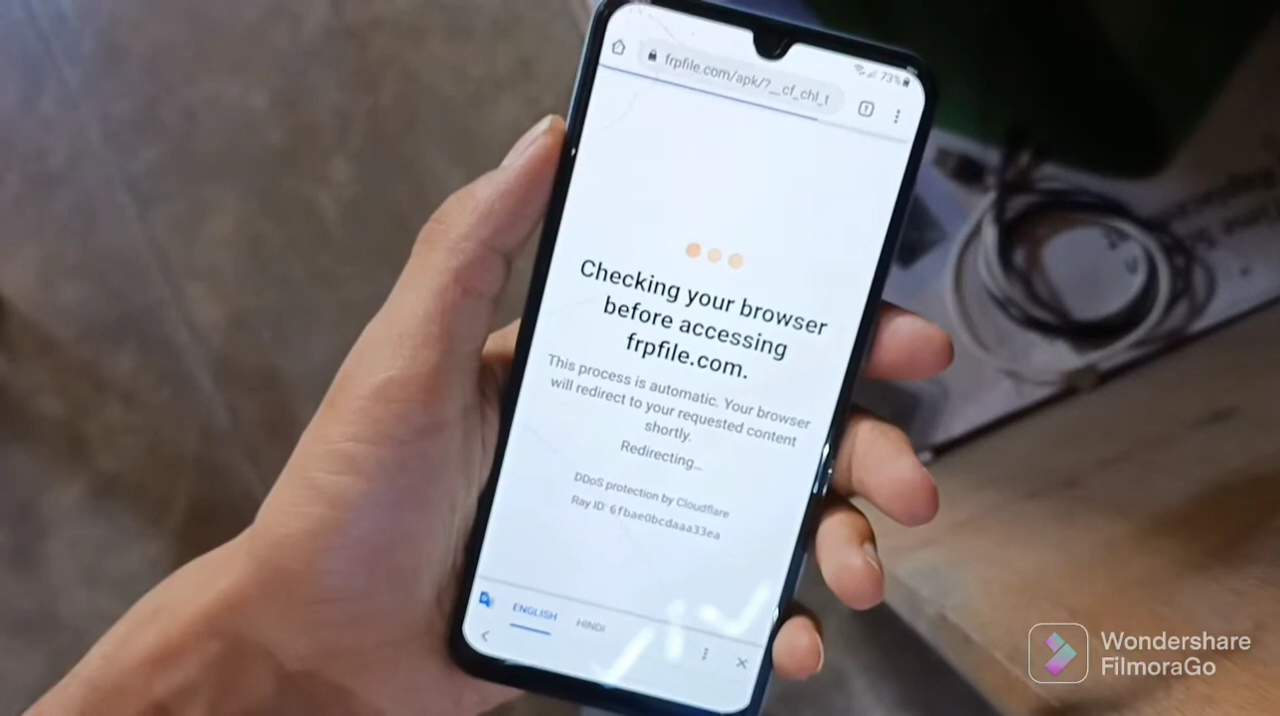 73%
frpfile.com/apk/?__cf_chl_t
Checking your browser
before accessing
frpfile.com.
This process is automatic. Your browser
will redirect to your requested content
shortly.
Redirecting…
DDoS protection by Cloudflare
Ray ID: 6fbae0bcdaaa33ea
ENGLISH HINDI
Wondershare
FilmoraGo